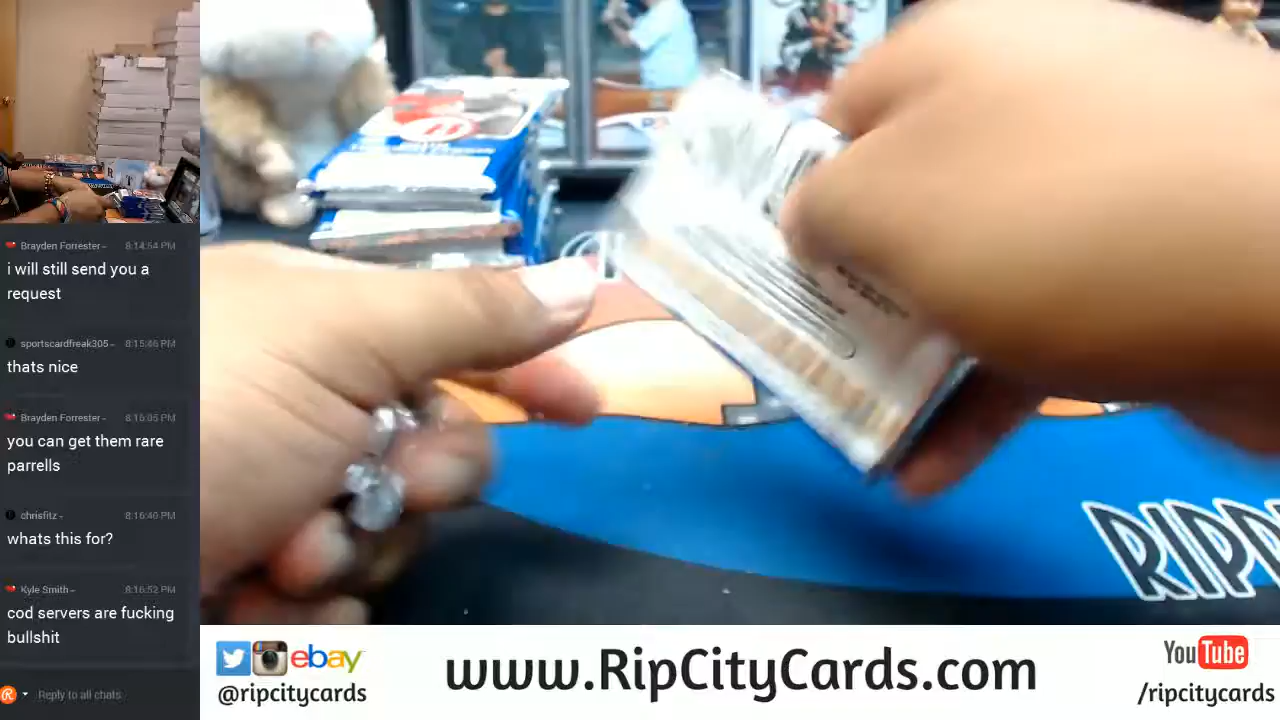 Brayden Forrester– 8:14:54 PM
i will still send you a
request
sportscardfreak305– 8:15:46 PM
thats nice
Brayden Forrester– 8:16:05 PM
you can get them rare
parrells
chrisfitz– 8:16:40 PM
whats this for?
Kyle Smith– 8:16:52 PM
cod servers are fucking
bullshit
Reply to all chats
RIPP
ebay
@ripcitycards
www.RipCityCards.com
YouTube
/ripcitycards